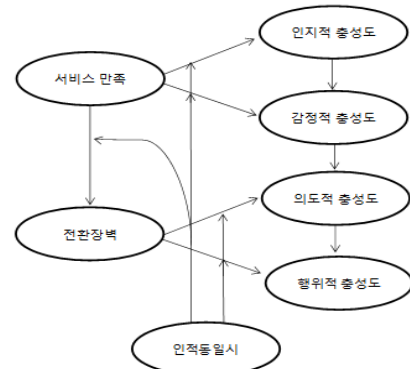 인지적 충성도
서비스 만족
감정적 충성도
의도적 충성도
전환장벽
행위적 충성도
인적동일시